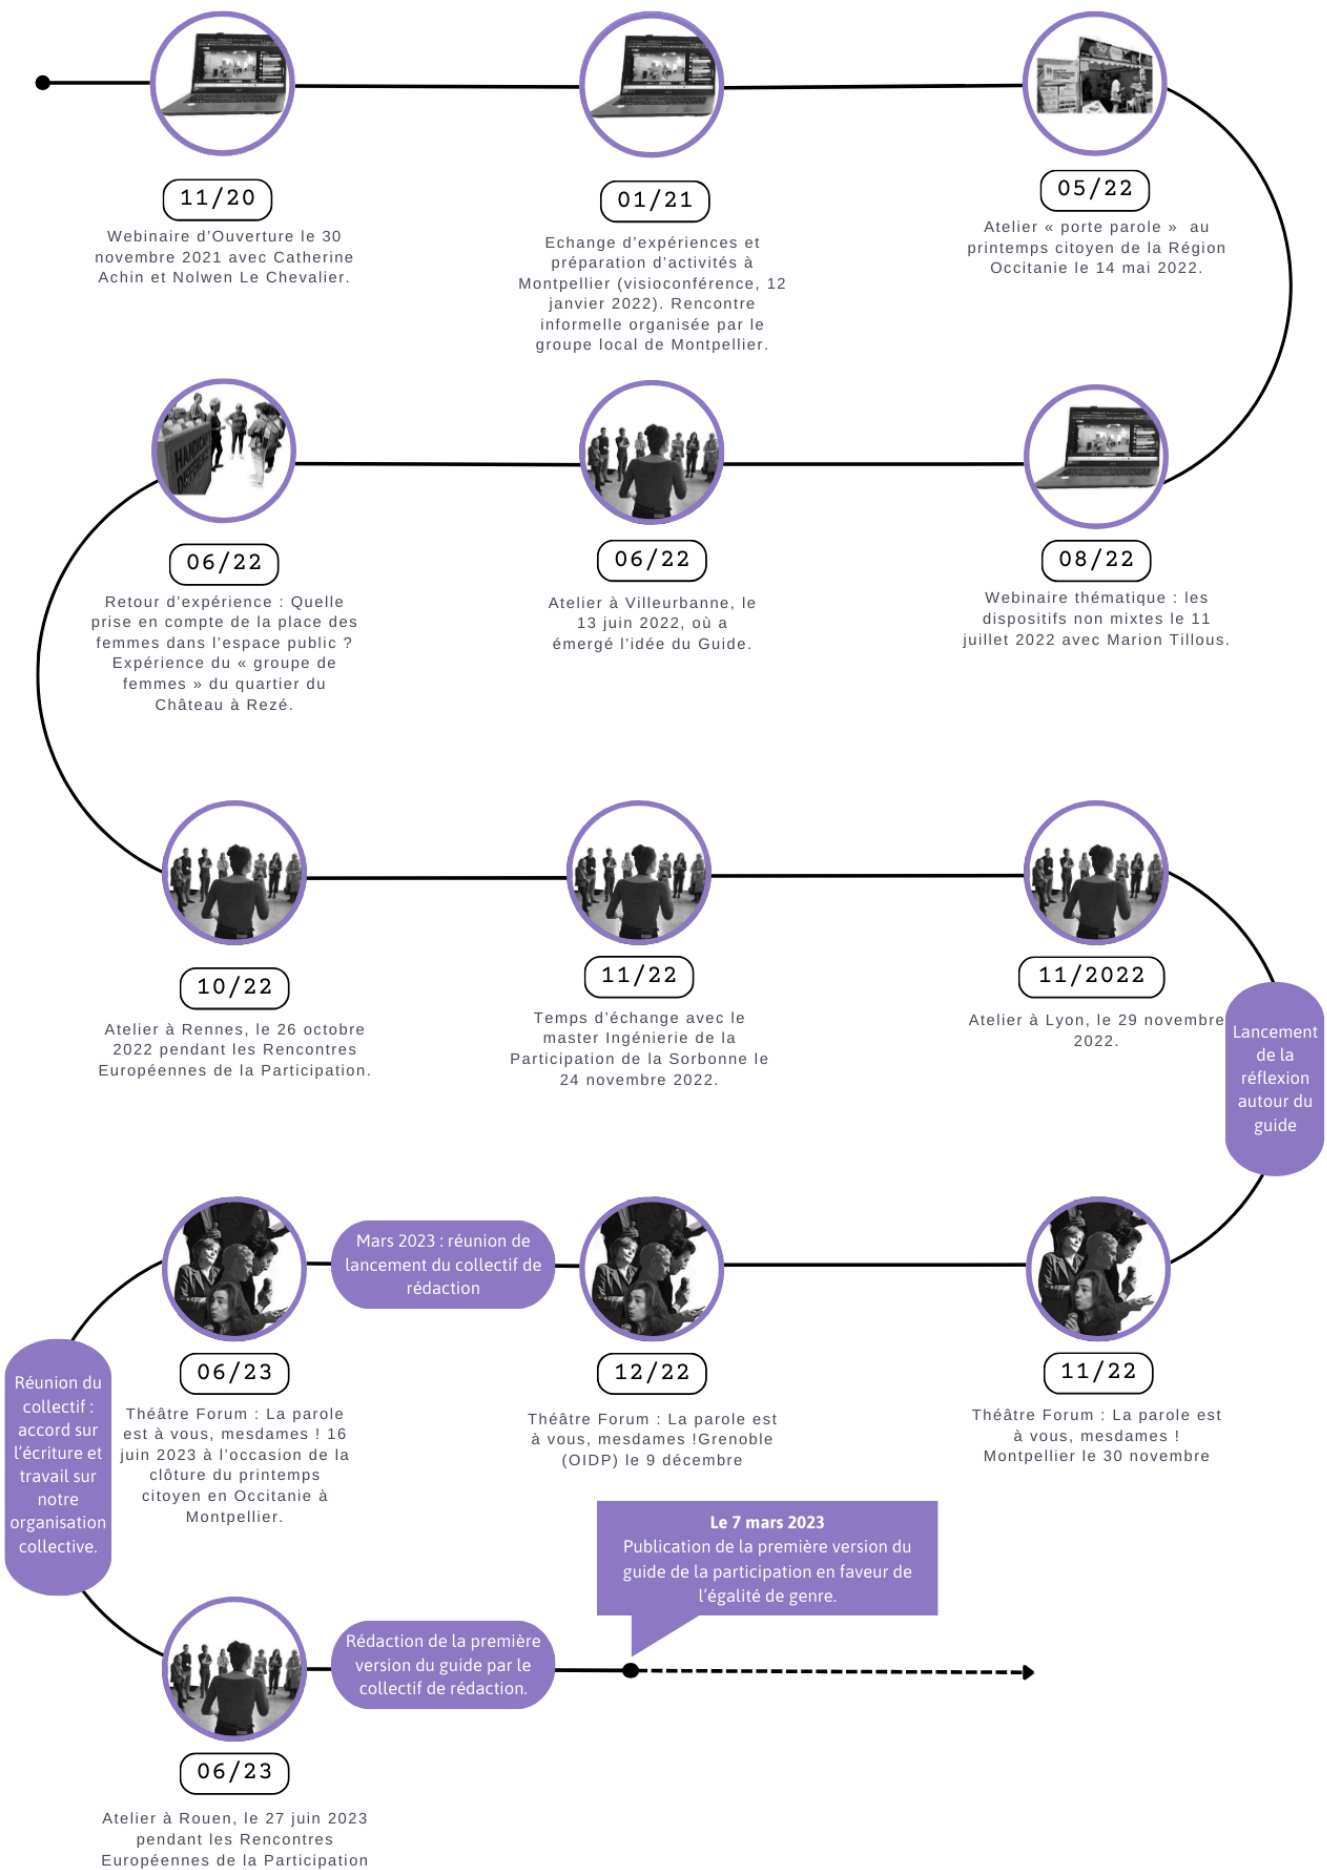 11/20
Webinaire d'Ouverture le 30
novembre 2021 avec Catherine
Achin et Nolwen Le Chevalier.
01/21
Echange d'expériences et
préparation d'activités à
Montpellier (visioconférence, 12
janvier 2022). Rencontre
informelle organisée par le
groupe local de Montpellier.
05/22
Atelier « porte parole » au
printemps citoyen de la Région
Occitanie le 14 mai 2022.
08/22
Webinaire thématique : les
dispositifs non mixtes le 11
juillet 2022 avec Marion Tillous.
06/22
Atelier à Villeurbanne, le
13 juin 2022, où a
émergé l'idée du Guide.
HANDICAP
06/22
Retour d'expérience : Quelle
prise en compte de la place des
femmes dans l'espace public ?
Expérience du « groupe de
femmes » du quartier du
Château à Rezé.
10/22
Atelier à Rennes, le 26 octobre
2022 pendant les Rencontres
Européennes de la Participation.
11/22
Temps d'échange avec le
master Ingénierie de la
Participation de la Sorbonne le
24 novembre 2022.
11/2022
Atelier à Lyon, le 29 novembre
2022.
Lancement
de la
réflexion
autour du
guide
11/22
Théâtre Forum : La parole est
à vous, mesdames !
Montpellier le 30 novembre
12/22
Théâtre Forum : La parole est
à vous, mesdames !Grenoble
(OIDP) le 9 décembre
Mars 2023 : réunion de
lancement du collectif de
rédaction
06/23
Théâtre Forum : La parole
est à vous, mesdames ! 16
juin 2023 à l'occasion de la
clôture du printemps
citoyen en Occitanie à
Montpellier.
Réunion du
collectif :
accord sur
l'écriture et
travail sur
notre
organisation
collective.
06/23
Atelier à Rouen, le 27 juin 2023
pendant les Rencontres
Européennes de la Participation
Rédaction de la première
version du guide par le
collectif de rédaction.
Le 7 mars 2023
Publication de la première version du
guide de la participation en faveur de
l'égalité de genre.